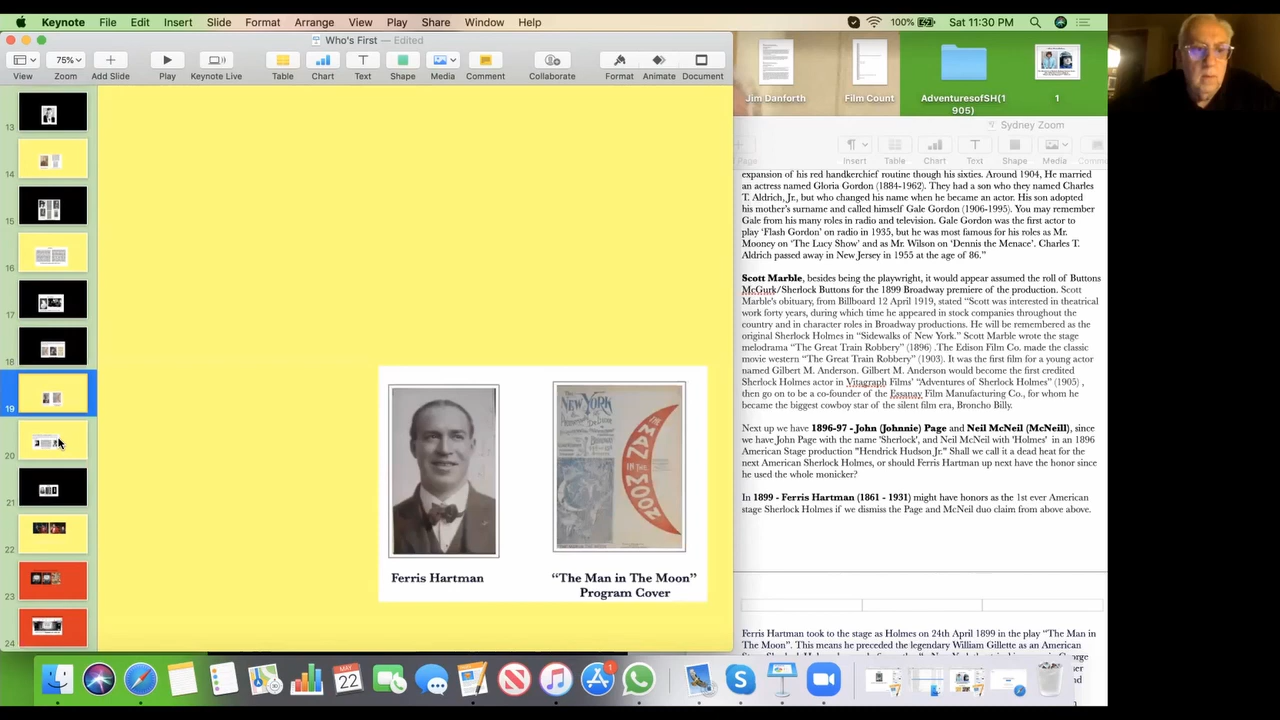 Keynote File Edit Insert Slide Format Arrange View Play Share Window Help
100% Sat 11:30 PM
Who's First — Edited
75%
View Zoom Add Slide Play Keynote Live Table Chart Text Shape Media Comment Collaborate Format Animate Document
13
14
15
16
17
18
19
20
21
22
23
24
Ferris Hartman
THE NEW YORK
THE MAN IN THE MOON
“The Man in The Moon”
Program Cover
Jim Danforth
Film Count
AdventuresofSH(1
905)
1
Sydney Zoom
Page Insert Table Chart Text Shape Media Comme
expansion of his red handkerchief routine though his sixties. Around 1904, He married
an actress named Gloria Gordon (1884-1962). They had a son who they named Charles
T. Aldrich, Jr., but who changed his name when he became an actor. His son adopted
his mother’s surname and called himself Gale Gordon (1906-1995). You may remember
Gale from his many roles in radio and television. Gale Gordon was the first actor to
play ‘Flash Gordon’ on radio in 1935, but he was most famous for his roles as Mr.
Mooney on ‘The Lucy Show’ and as Mr. Wilson on ‘Dennis the Menace’. Charles T.
Aldrich passed away in New Jersey in 1955 at the age of 86.”
Scott Marble, besides being the playwright, it would appear assumed the roll of Buttons
McGurk/Sherlock Buttons for the 1899 Broadway premiere of the production. Scott
Marble’s obituary, from Billboard 12 April 1919, stated “Scott was interested in theatrical
work forty years, during which time he appeared in stock companies throughout the
country and in character roles in Broadway productions. He will be remembered as the
original Sherlock Holmes in “Sidewalks of New York.” Scott Marble wrote the stage
melodrama “The Great Train Robbery” (1896) .The Edison Film Co. made the classic
movie western “The Great Train Robbery” (1903). It was the first film for a young actor
named Gilbert M. Anderson. Gilbert M. Anderson would become the first credited
Sherlock Holmes actor in Vitagraph Films’ “Adventures of Sherlock Holmes” (1905) ,
then go on to be a co-founder of the Essanay Film Manufacturing Co., for whom he
became the biggest cowboy star of the silent film era, Broncho Billy.
Next up we have 1896-97 - John (Johnnie) Page and Neil McNeil (McNeill), since
we have John Page with the name 'Sherlock', and Neil McNeil with 'Holmes' in an 1896
American Stage production "Hendrick Hudson Jr." Shall we call it a dead heat for the
next American Sherlock Holmes, or should Ferris Hartman up next have the honor since
he used the whole monicker?
In 1899 - Ferris Hartman (1861 - 1931) might have honors as the 1st ever American
stage Sherlock Holmes if we dismiss the Page and McNeil duo claim from above above.
Ferris Hartman took to the stage as Holmes on 24th April 1899 in the play “The Man in
The Moon”. This means he preceded the legendary William Gillette as an American
MAY
22
1